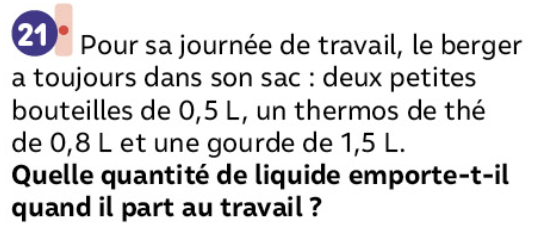 21 Pour sa journée de travail, le berger
a toujours dans son sac : deux petites
bouteilles de 0,5 L, un thermos de thé
de 0,8 L et une gourde de 1,5 L.
Quelle quantité de liquide emporte-t-il
quand il part au travail ?